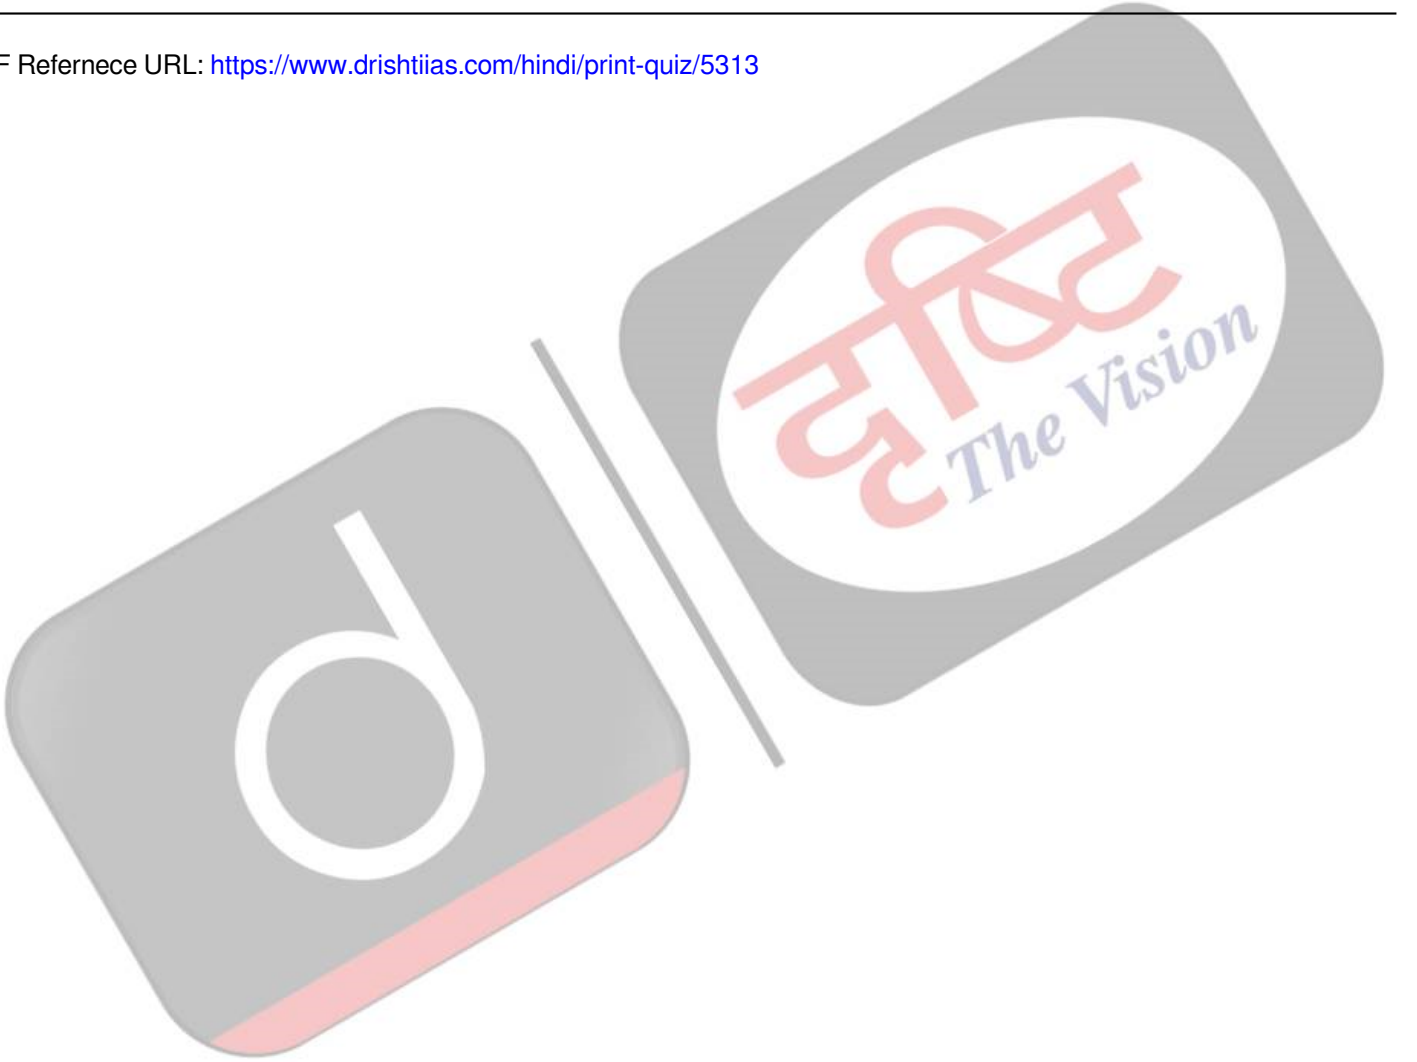 F Refernece URL: https://www.drishtiias.com/hindi/print-quiz/5313
दृष्टि
The Vision
d